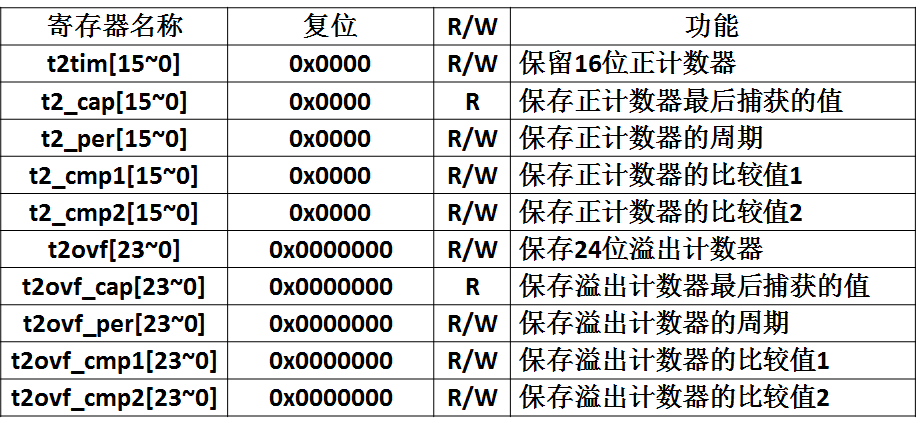 寄存器名称 复位 R/W 功能
t2tim[15~0] 0x0000 R/W 保留16位正计数器
t2_cap[15~0] 0x0000 R 保存正计数器最后捕获的值
t2_per[15~0] 0x0000 R/W 保存正计数器的周期
t2_cmp1[15~0] 0x0000 R/W 保存正计数器的比较值1
t2_cmp2[15~0] 0x0000 R/W 保存正计数器的比较值2
t2ovf[23~0] 0x0000000 R/W 保存24位溢出计数器
t2ovf_cap[23~0] 0x0000000 R 保存溢出计数器最后捕获的值
t2ovf_per[23~0] 0x0000000 R/W 保存溢出计数器的周期
t2ovf_cmp1[23~0] 0x0000000 R/W 保存溢出计数器的比较值1
t2ovf_cmp2[23~0] 0x0000000 R/W 保存溢出计数器的比较值2